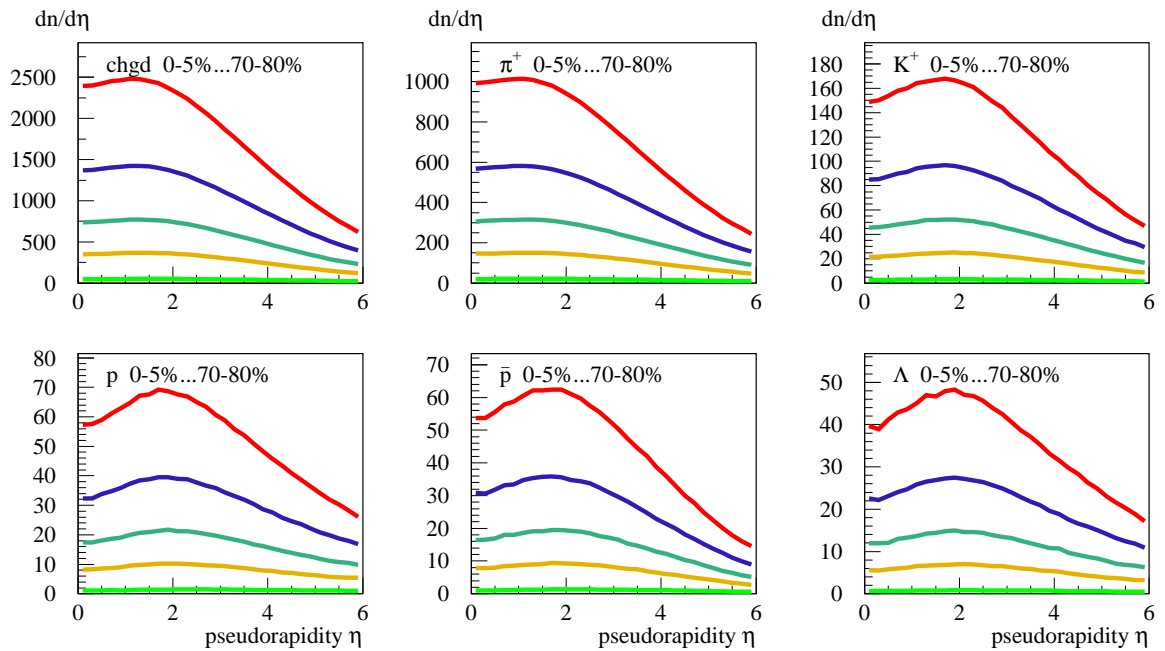 dn/dη dn/dη dn/dη
chgd 0-5%...70-80%
2500
2000
1500
1000
500
0
0 2 4 6
π+ 0-5%...70-80%
1000
800
600
400
200
0
0 2 4 6
K+ 0-5%...70-80%
180
160
140
120
100
80
60
40
20
0
0 2 4 6
p 0-5%...70-80%
80
70
60
50
40
30
20
10
0
0 2 4 6
pseudorapidity η
p̄ 0-5%...70-80%
70
60
50
40
30
20
10
0
0 2 4 6
pseudorapidity η
Λ 0-5%...70-80%
50
40
30
20
10
0
0 2 4 6
pseudorapidity η